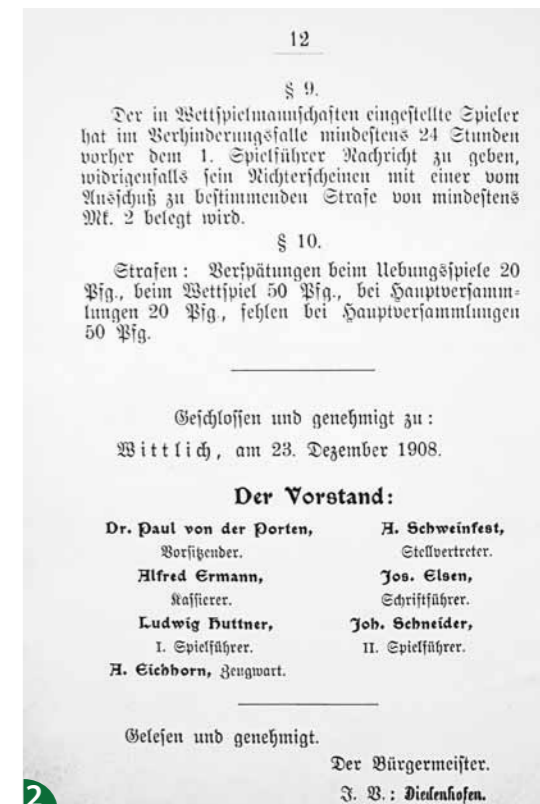 12
§ 9.
Der in Wettspielmannschaften eingestellte Spieler
hat im Verhinderungsfalle mindestens 24 Stunden
vorher dem 1. Spielführer Nachricht zu geben,
widrigenfalls sein Nichterscheinen mit einer vom
Ausschuß zu bestimmenden Strafe von mindestens
Mk. 2 belegt wird.
§ 10.
Strafen: Verspätungen beim Uebungsspiele 20
Pfg., beim Wettspiel 50 Pfg., bei Hauptversamm-
lungen 20 Pfg., fehlen bei Hauptversammlungen
50 Pfg.
Geschlossen und genehmigt zu:
Wittlich, am 23. Dezember 1908.
Der Vorstand:
Dr. Paul von der Porten, A. Schweinfest,
Vorsitzender. Stellvertreter.
Alfred Ermann, Jos. Elsen,
Kassierer. Schriftführer.
Ludwig Huttner, Joh. Schneider,
I. Spielführer. II. Spielführer.
A. Eichhorn, Zeugwart.
Gelesen und genehmigt.
Der Bürgermeister.
J. V.: Diedenhofen.
2